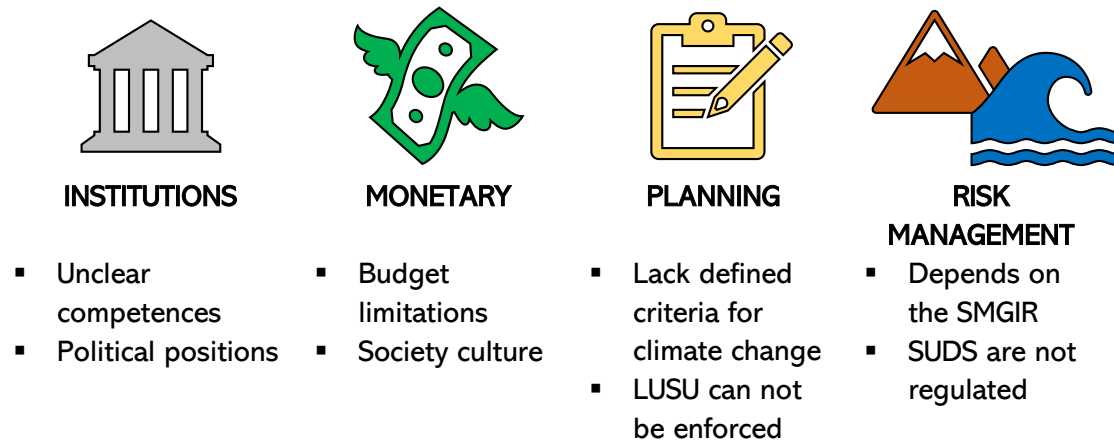 INSTITUTIONS
▪ Unclear
competences
▪ Political positions
MONETARY
▪ Budget
limitations
▪ Society culture
PLANNING
▪ Lack defined
criteria for
climate change
▪ LUSU can not
be enforced
RISK
MANAGEMENT
▪ Depends on
the SMGIR
▪ SUDS are not
regulated